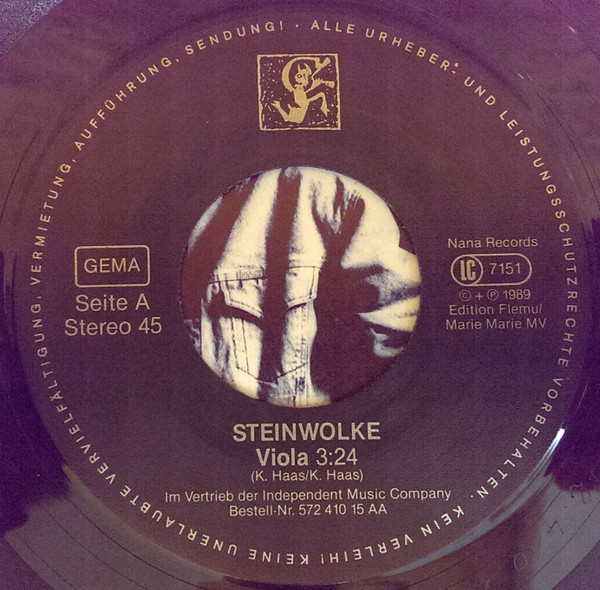 ALLE URHEBER- UND LEISTUNGSSCHUTZRECHTE VORBEHALTEN · KEIN VERLEIH! KEINE UNERLAUBTE VERVIELFÄLTIGUNG, VERMIETUNG, AUFFÜHRUNG, SENDUNG! ·
GEMA
Seite A
Stereo 45
Nana Records
LC 7151
© + ℗ 1989
Edition Flemu/
Marie Marie MV
STEINWOLKE
Viola 3:24
(K. Haas/K. Haas)
Im Vertrieb der Independent Music Company
Bestell-Nr. 572 410 15 AA